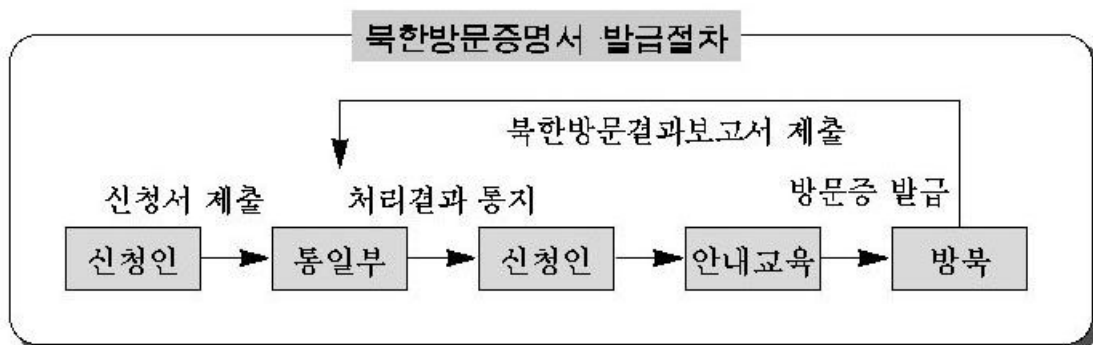 북한방문증명서 발급절차
북한방문결과보고서 제출
신청서 제출 처리결과 통지 방문증 발급
신청인 통일부 신청인 안내교육 방북